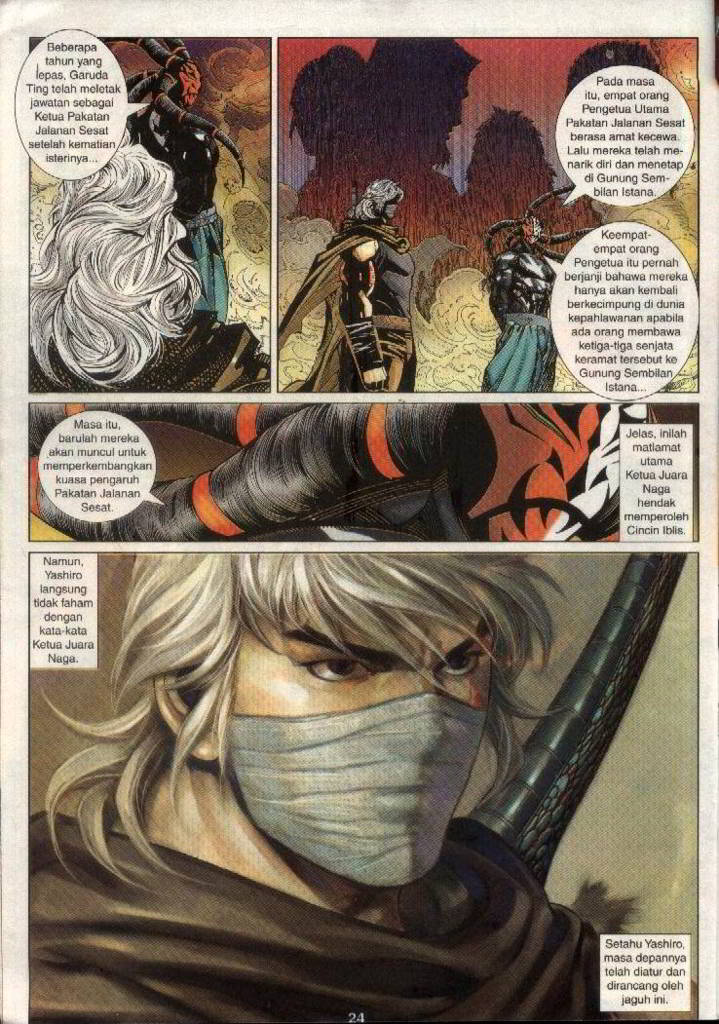 Beberapa
tahun yang
lepas, Garuda
Ting telah meletak
jawatan sebagai
Ketua Pakatan
Jalanan Sesat
setelah kematian
isterinya...
Pada masa
itu, empat orang
Pengetua Utama
Pakatan Jalanan Sesat
berasa amat kecewa.
Lalu mereka telah me-
narik diri dan menetap
di Gunung Sem-
bilan Istana.
Keempat-
empat orang
Pengetua itu pernah
berjanji bahawa mereka
hanya akan kembali
berkecimpung di dunia
kepahlawanan apabila
ada orang membawa
ketiga-tiga senjata
keramat tersebut ke
Gunung Sembilan
Istana...
Masa itu,
barulah mereka
akan muncul untuk
memperkembangkan
kuasa pengaruh
Pakatan Jalanan
Sesat.
Jelas, inilah
matlamat
utama
Ketua Juara
Naga
hendak
memperoleh
Cincin Iblis.
Namun,
Yashiro
langsung
tidak faham
dengan
kata-kata
Ketua Juara
Naga.
Setahu Yashiro,
masa depannya
telah diatur dan
dirancang oleh
jaguh ini.
24